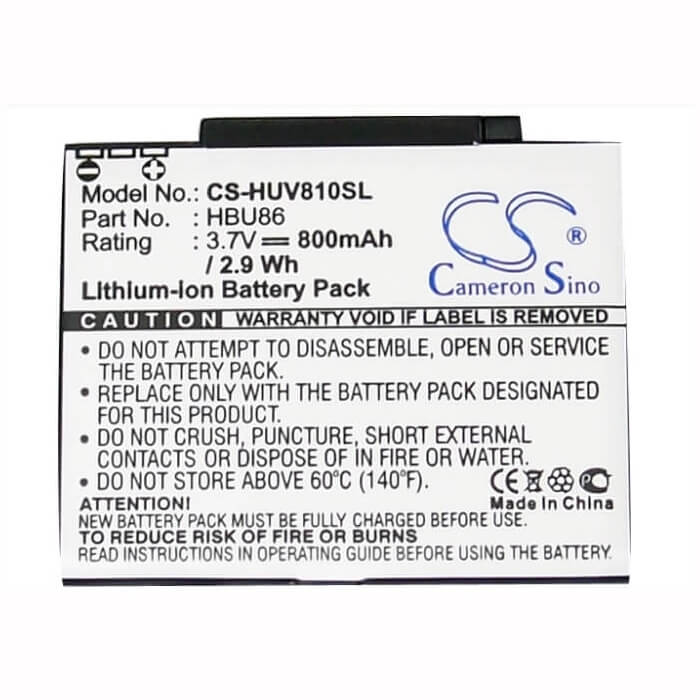 Model No.: CS-HUV810SL
Part No. : HBU86
Rating : 3.7V 800mAh
/ 2.9 Wh
Lithium-ion Battery Pack
CS ®
Cameron Sino
CAUTION WARRANTY VOID IF LABEL IS REMOVED
• DO NOT ATTEMPT TO DISASSEMBLE, OPEN OR SERVICE
THE BATTERY PACK.
• REPLACE ONLY WITH THE BATTERY PACK DESIGNATED
FOR THIS PRODUCT.
• DO NOT CRUSH, PUNCTURE, SHORT EXTERNAL
CONTACTS OR DISPOSE OF IN FIRE OR WATER.
• DO NOT STORE ABOVE 60°C (140°F).
CE
Made in China
ATTENTION!
NEW BATTERY PACK MUST BE FULLY CHARGED BEFORE USE
TO REDUCE RISK OF FIRE OR BURNS.
READ INSTRUCTION IN OPERATING GUIDE BEFORE USING THE BATTERY.